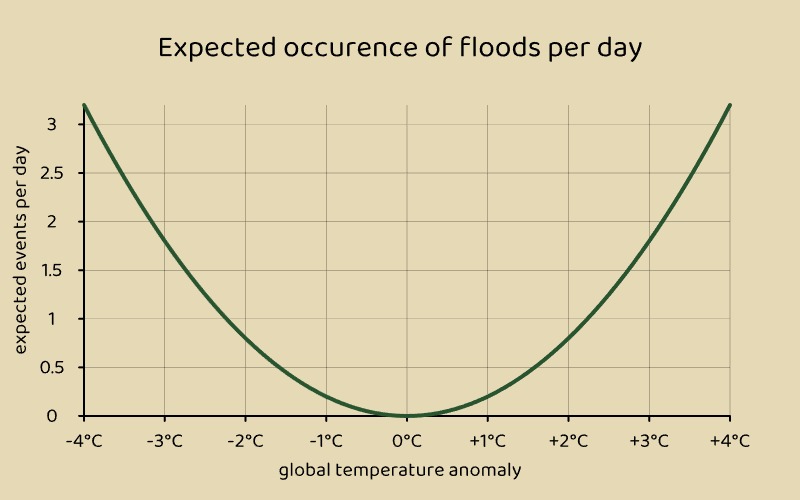 Expected occurence of floods per day
expected events per day
3
2.5
2
1.5
1
0.5
0
-4°C -3°C -2°C -1°C 0°C +1°C +2°C +3°C +4°C
global temperature anomaly